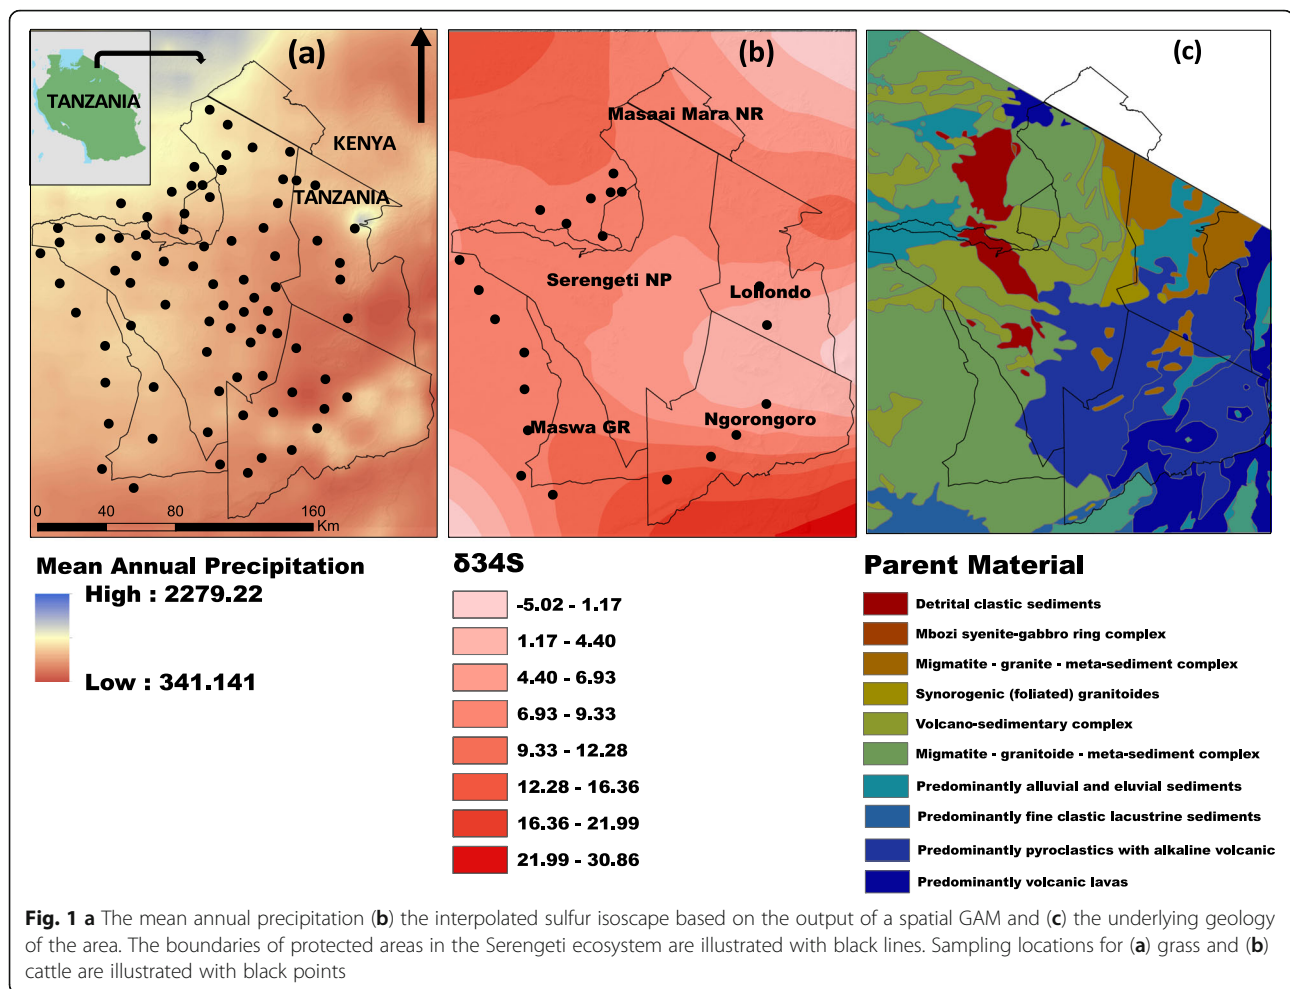 (a)
TANZANIA
KENYA
TANZANIA
0 40 80 160
Km
Mean Annual Precipitation
High : 2279.22
Low : 341.141
(b)
Masaai Mara NR
Serengeti NP
Loliondo
Maswa GR
Ngorongoro
δ34S
-5.02 - 1.17
1.17 - 4.40
4.40 - 6.93
6.93 - 9.33
9.33 - 12.28
12.28 - 16.36
16.36 - 21.99
21.99 - 30.86
(c)
Parent Material
Detrital clastic sediments
Mbozi syenite-gabbro ring complex
Migmatite - granite - meta-sediment complex
Synorogenic (foliated) granitoides
Volcano-sedimentary complex
Migmatite - granitoide - meta-sediment complex
Predominantly alluvial and eluvial sediments
Predominantly fine clastic lacustrine sediments
Predominantly pyroclastics with alkaline volcanic
Predominantly volcanic lavas
Fig. 1 a The mean annual precipitation (b) the interpolated sulfur isoscape based on the output of a spatial GAM and (c) the underlying geology
of the area. The boundaries of protected areas in the Serengeti ecosystem are illustrated with black lines. Sampling locations for (a) grass and (b)
cattle are illustrated with black points